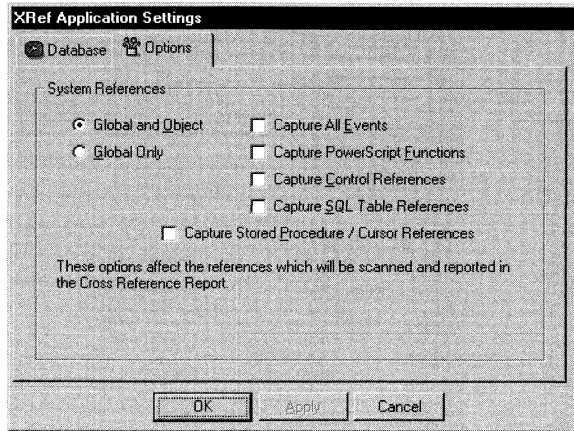 XRef Application Settings
Database Options
System References
Global and Object Capture All Events
Global Only Capture PowerScript Functions
Capture Control References
Capture SQL Table References
Capture Stored Procedure / Cursor References
These options affect the references which will be scanned and reported in
the Cross Reference Report.
OK Apply Cancel